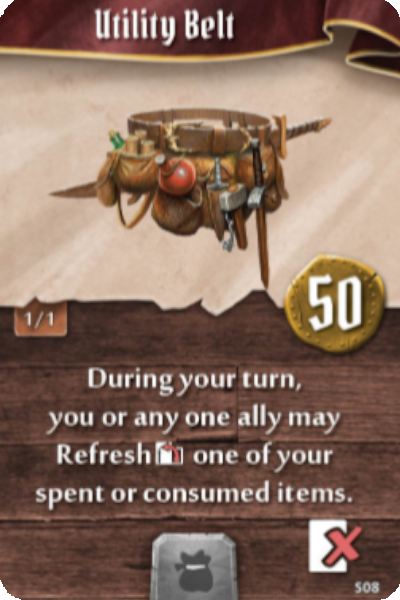 Utility Belt
50
1/1
During your turn,
you or any one ally may
Refresh one of your
spent or consumed items.
508